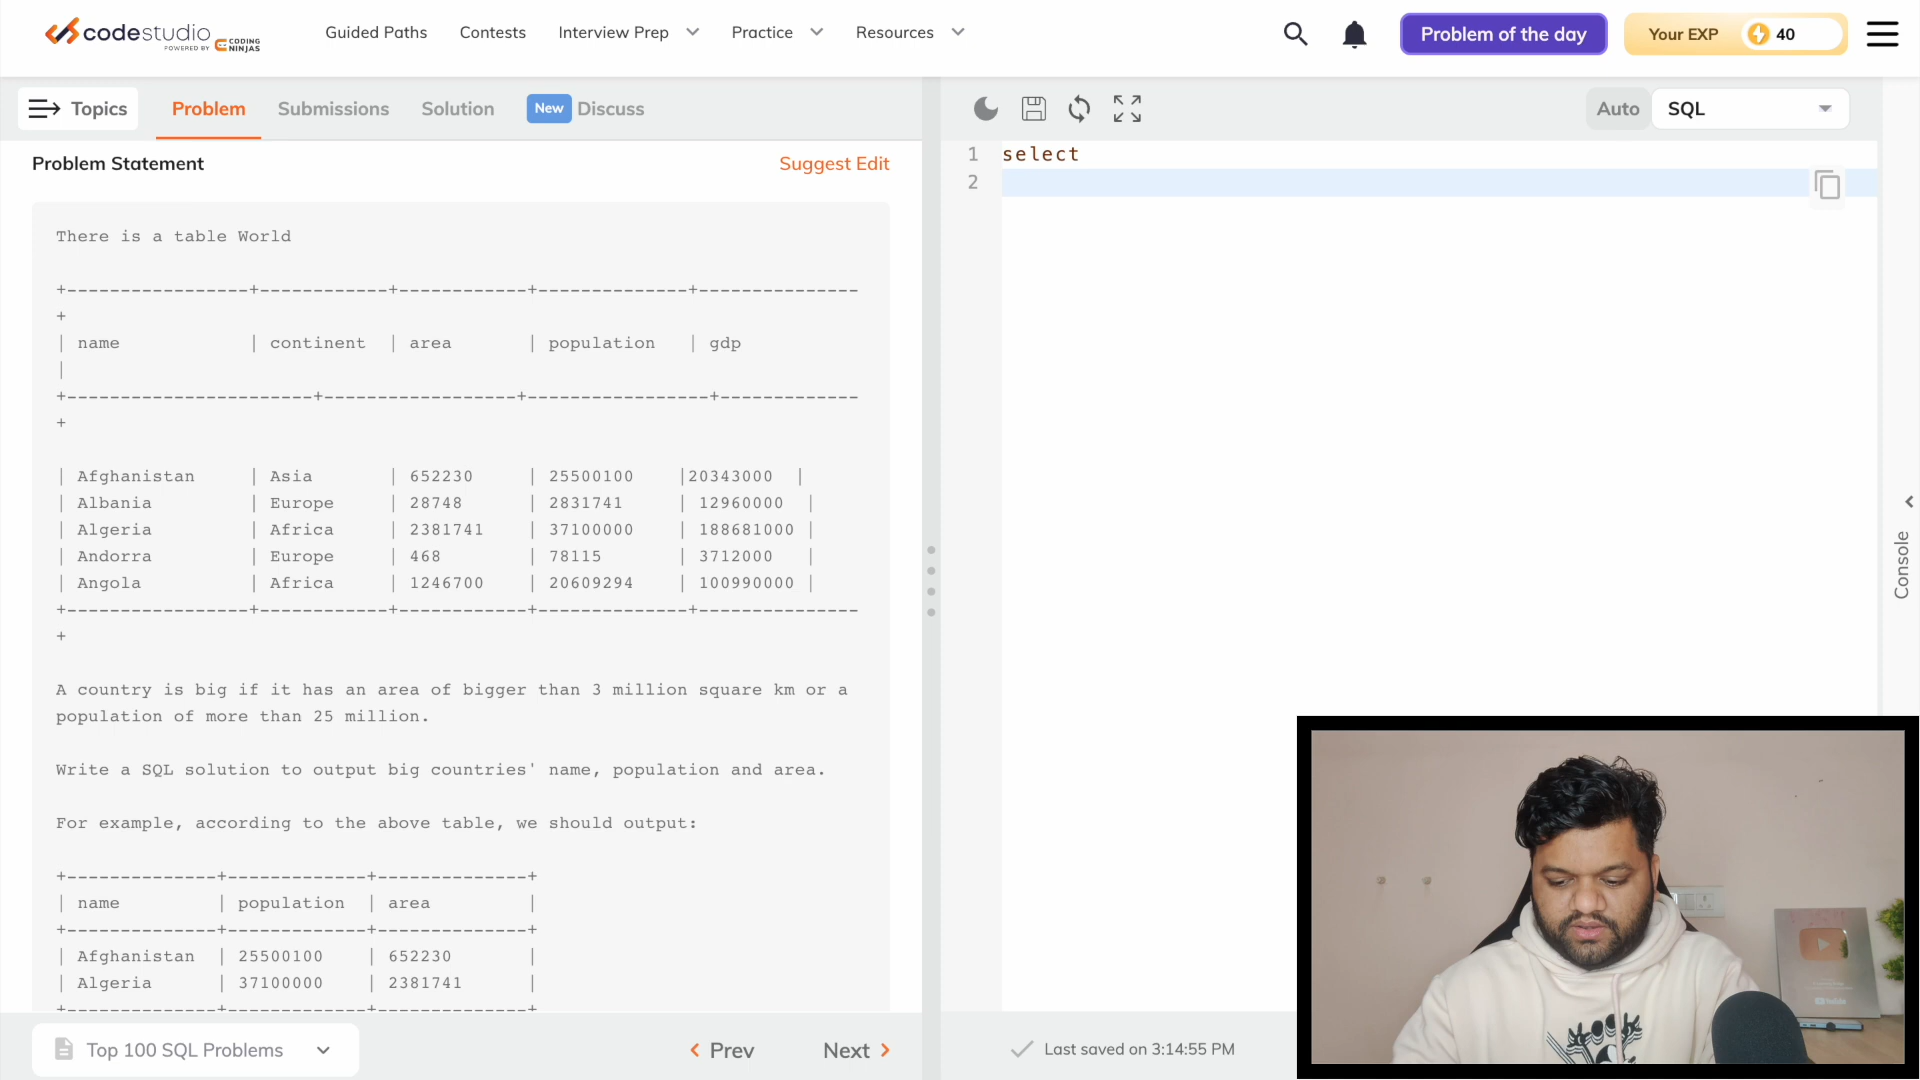 codestudio
POWERED BY CODING NINJAS
Guided Paths
Contests
Interview Prep
Practice
Resources
Problem of the day
Your EXP 40
Topics
Problem
Submissions
Solution
New Discuss
Auto
SQL
Problem Statement
Suggest Edit
There is a table World
+-----------------+------------+------------+--------------+---------------
+
| name            | continent  | area       | population   | gdp
|
+-----------------------+------------------+-----------------+-------------
+
| Afghanistan     | Asia       | 652230     | 25500100    |20343000  |
| Albania         | Europe     | 28748      | 2831741     | 12960000  |
| Algeria         | Africa     | 2381741    | 37100000    | 188681000 |
| Andorra         | Europe     | 468        | 78115       | 3712000   |
| Angola          | Africa     | 1246700    | 20609294    | 100990000 |
+-----------------+------------+------------+--------------+---------------
+
A country is big if it has an area of bigger than 3 million square km or a
population of more than 25 million.
Write a SQL solution to output big countries' name, population and area.
For example, according to the above table, we should output:
+--------------+-------------+--------------+
| name         | population  | area         |
+--------------+-------------+--------------+
| Afghanistan  | 25500100    | 652230       |
| Algeria      | 37100000    | 2381741      |
+--------------+-------------+--------------+
1 select
2
Console
Top 100 SQL Problems
Prev
Next
Last saved on 3:14:55 PM
YouTube